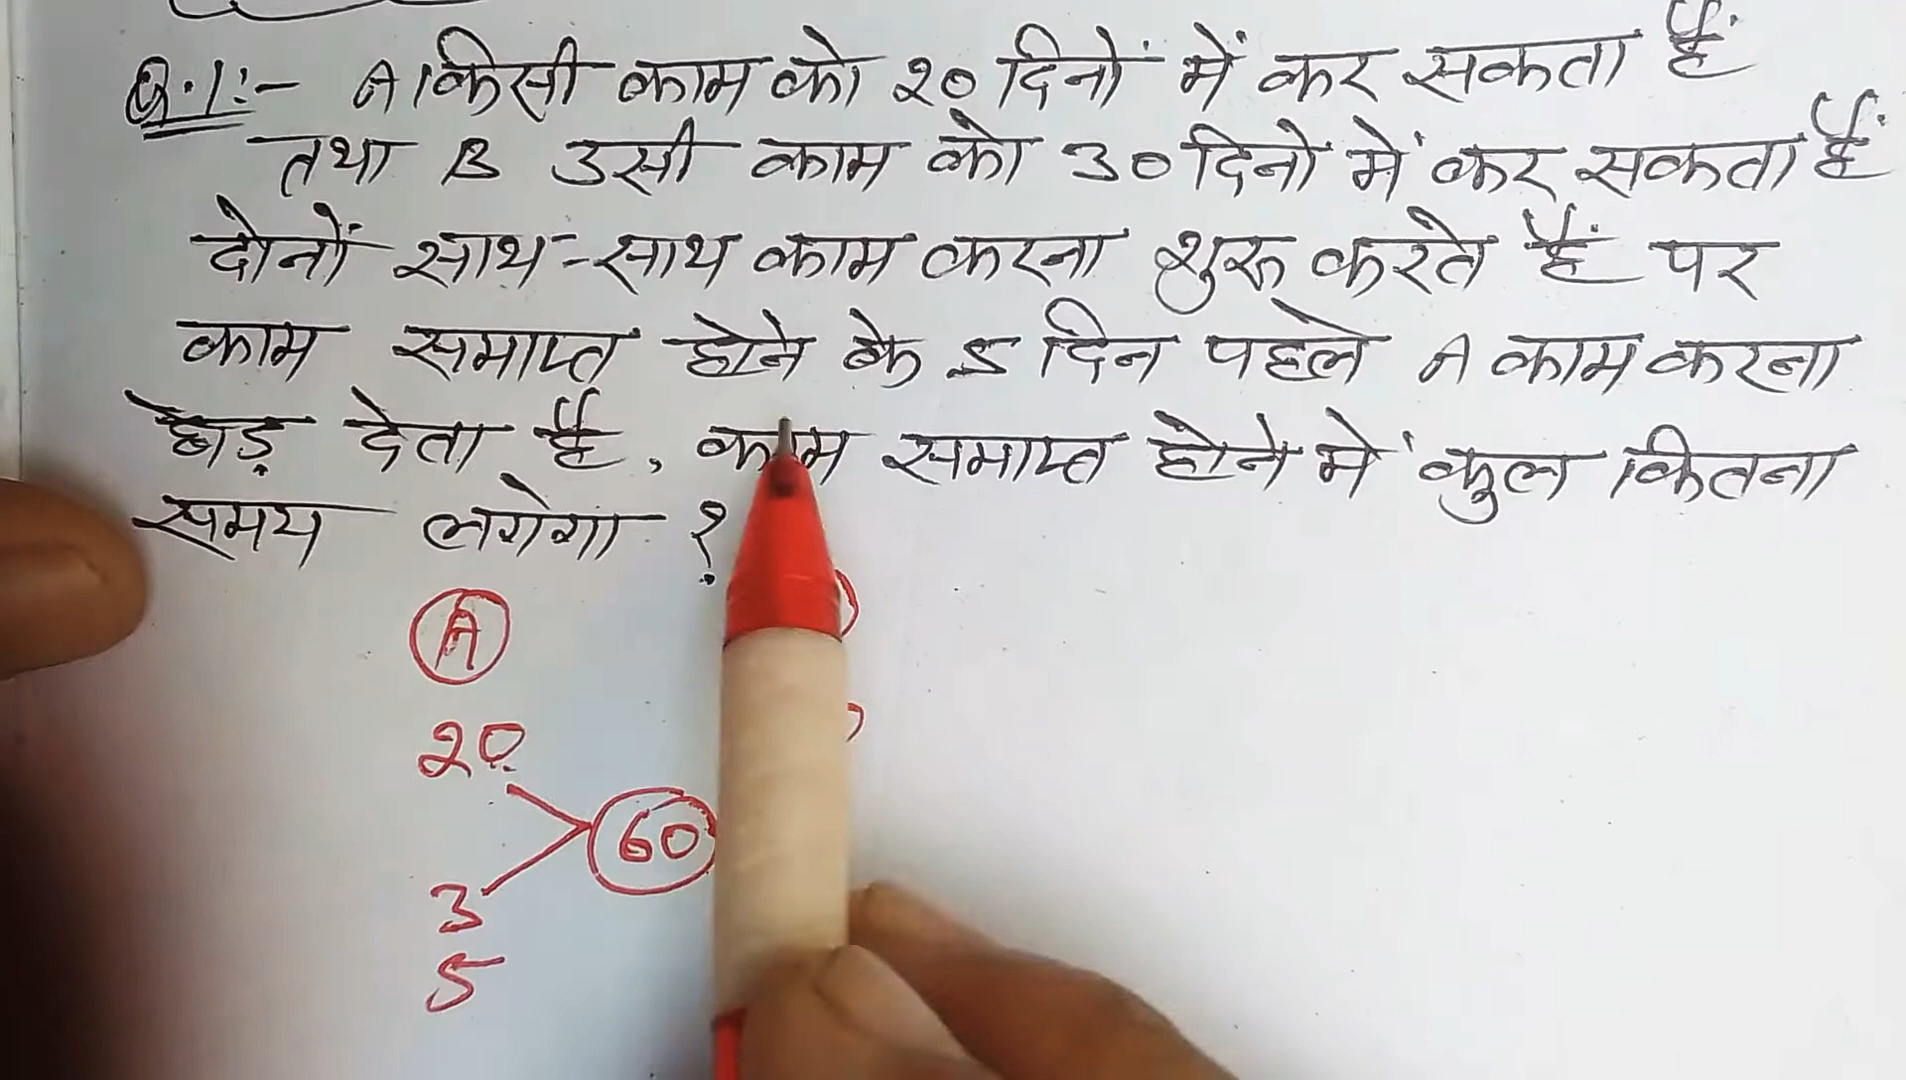 Q.1:- A किसी काम को 20 दिनों में कर सकता है
तथा B उसी काम को 30 दिनो में कर सकता है
दोनों साथ-साथ काम करना शुरू करते हैं पर
काम समाप्त होने के 5 दिन पहले A काम करना
छोड़ देता है, काम समाप्त होने में कुल कितना
समय लगेगा ?
A
20
60
3
5